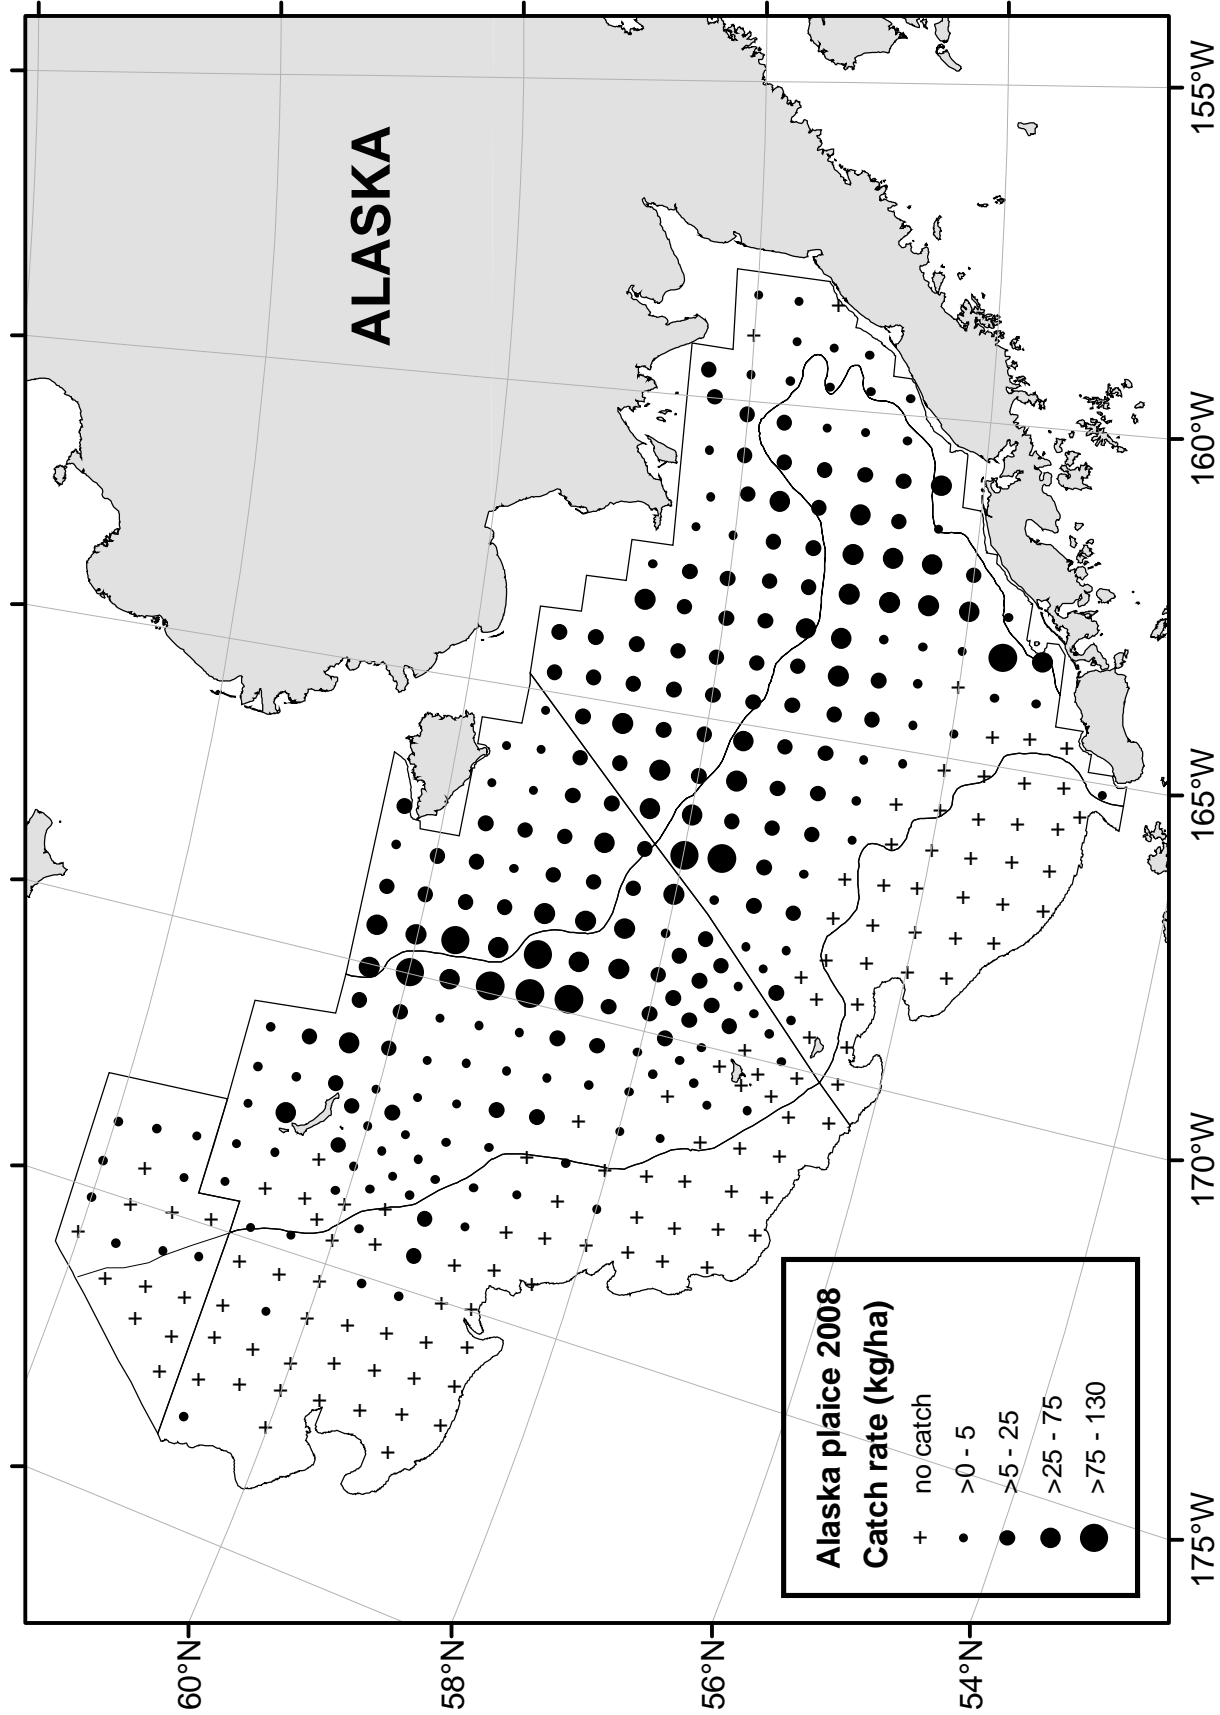 ALASKA
60°N
58°N
56°N
54°N
175°W
170°W
165°W
160°W
155°W
Alaska plaice 2008
Catch rate (kg/ha)
+ no catch
>0 - 5
>5 - 25
>25 - 75
>75 - 130